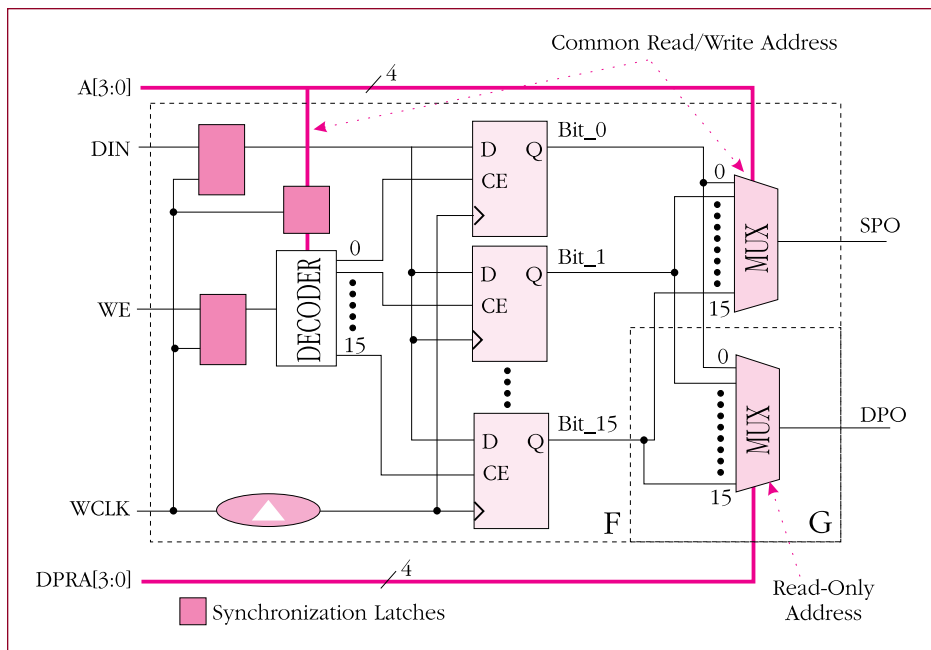 Common Read/Write Address
A[3:0]
4
DIN
Bit_0
D
Q
CE
0
SPO
MUX
15
Bit_1
D
Q
CE
WE
DECODER
0
15
0
DPO
MUX
15
Bit_15
D
Q
CE
WCLK
F
G
DPRA[3:0]
4
Read-Only
Address
Synchronization Latches